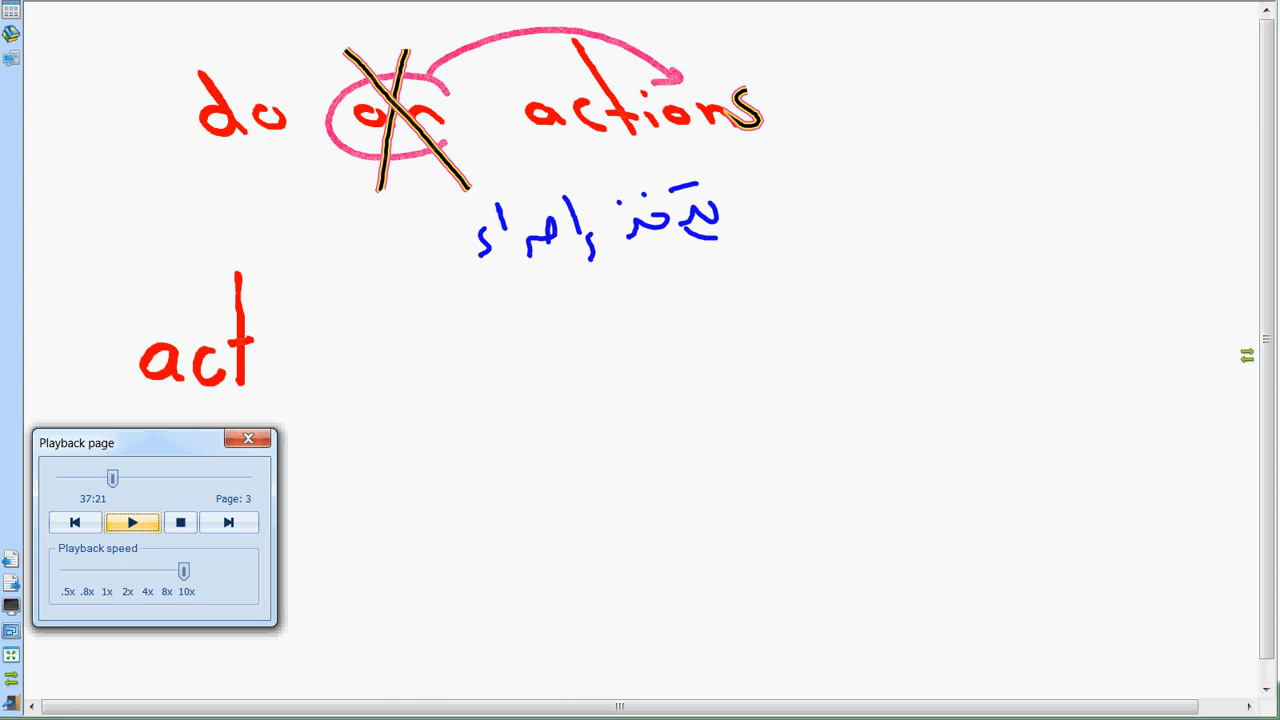 do an actions
يتخذ إجراء
act
Playback page
37:21 Page: 3
Playback speed
.5x .8x 1x 2x 4x 8x 10x